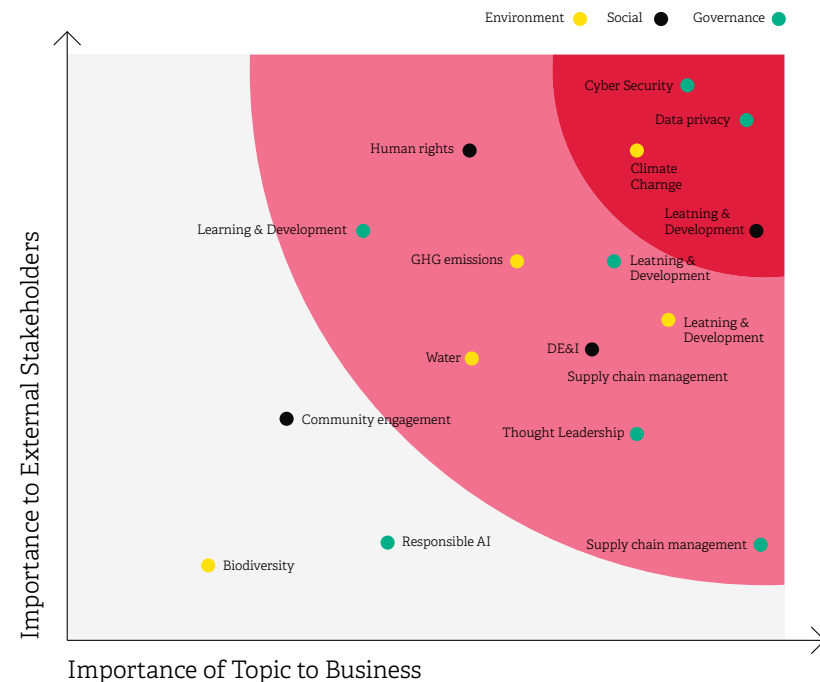 Environment
Social
Governance
Cyber Security
Data privacy
Human rights
Climate
Charnge
Leatning &
Development
Learning & Development
GHG emissions
Leatning &
Development
Leatning &
Development
DE&I
Water
Supply chain management
Community engagement
Thought Leadership
Responsible AI
Supply chain management
Biodiversity
Importance to External Stakeholders
Importance of Topic to Business